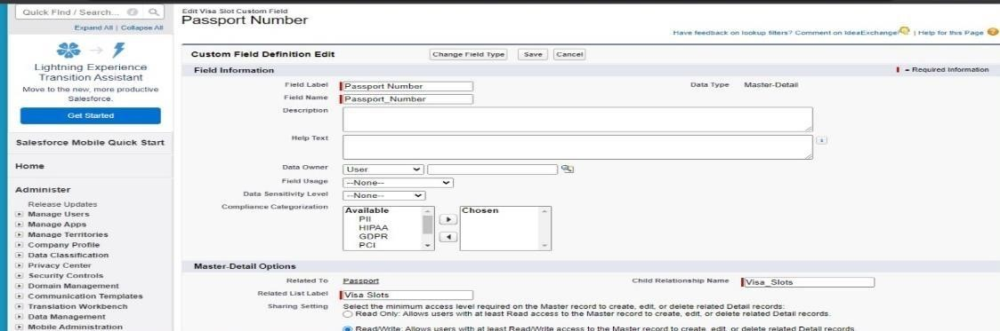 Quick Find / Search...
Expand All | Collapse All
Lightning Experience
Transition Assistant
Move to the new, more productive
Salesforce.
Get Started
Salesforce Mobile Quick Start
Home
Administer
Release Updates
Manage Users
Manage Apps
Manage Territories
Company Profile
Data Classification
Privacy Center
Security Controls
Domain Management
Communication Templates
Translation Workbench
Data Management
Mobile Administration
Edit Visa Slot Custom Field
Passport Number
Have feedback on lookup filters? Comment on IdeaExchange! | Help for this Page
Custom Field Definition Edit Change Field Type Save Cancel
Field Information = Required Information
Field Label Passport Number Data Type Master-Detail
Field Name Passport_Number
Description
Help Text
Data Owner User
Field Usage --None--
Data Sensitivity Level --None--
Compliance Categorization Available Chosen
PII
HIPAA
GDPR
PCI
Master-Detail Options
Related To Passport Child Relationship Name Visa_Slots
Related List Label Visa Slots
Sharing Setting Select the minimum access level required on the Master record to create, edit, or delete related Detail records:
Read Only: Allows users with at least Read access to the Master record to create, edit, or delete related Detail records.
Read/Write: Allows users with at least Read/Write access to the Master record to create, edit, or delete related Detail records.